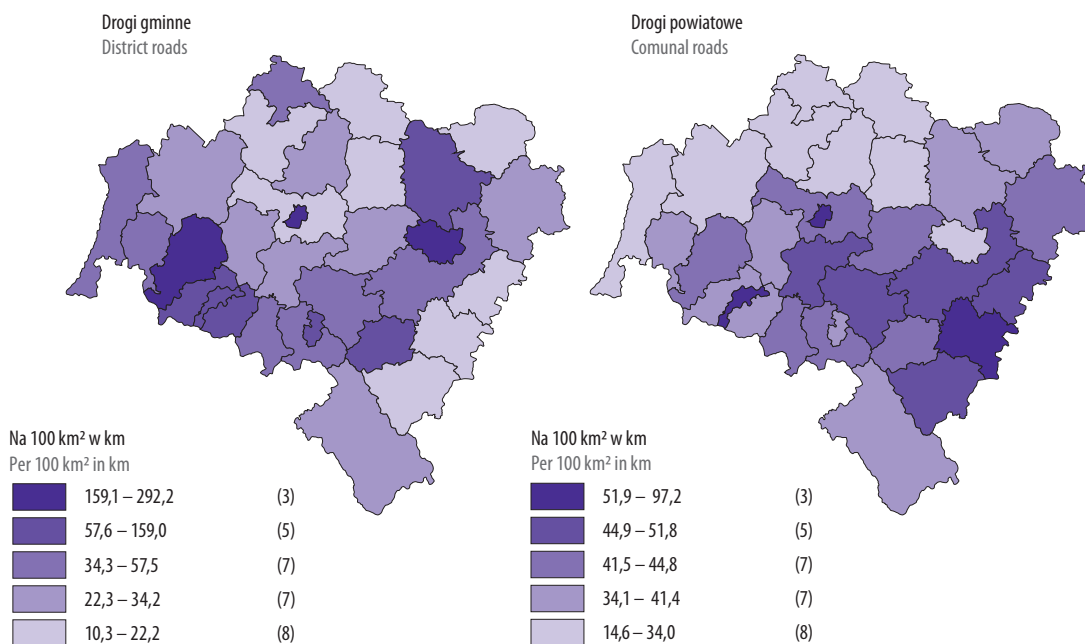 Drogi gminne
District roads
Drogi powiatowe
Comunal roads
Na 100 km² w km
Per 100 km² in km
159,1 – 292,2 (3)
57,6 – 159,0 (5)
34,3 – 57,5 (7)
22,3 – 34,2 (7)
10,3 – 22,2 (8)
Na 100 km² w km
Per 100 km² in km
51,9 – 97,2 (3)
44,9 – 51,8 (5)
41,5 – 44,8 (7)
34,1 – 41,4 (7)
14,6 – 34,0 (8)